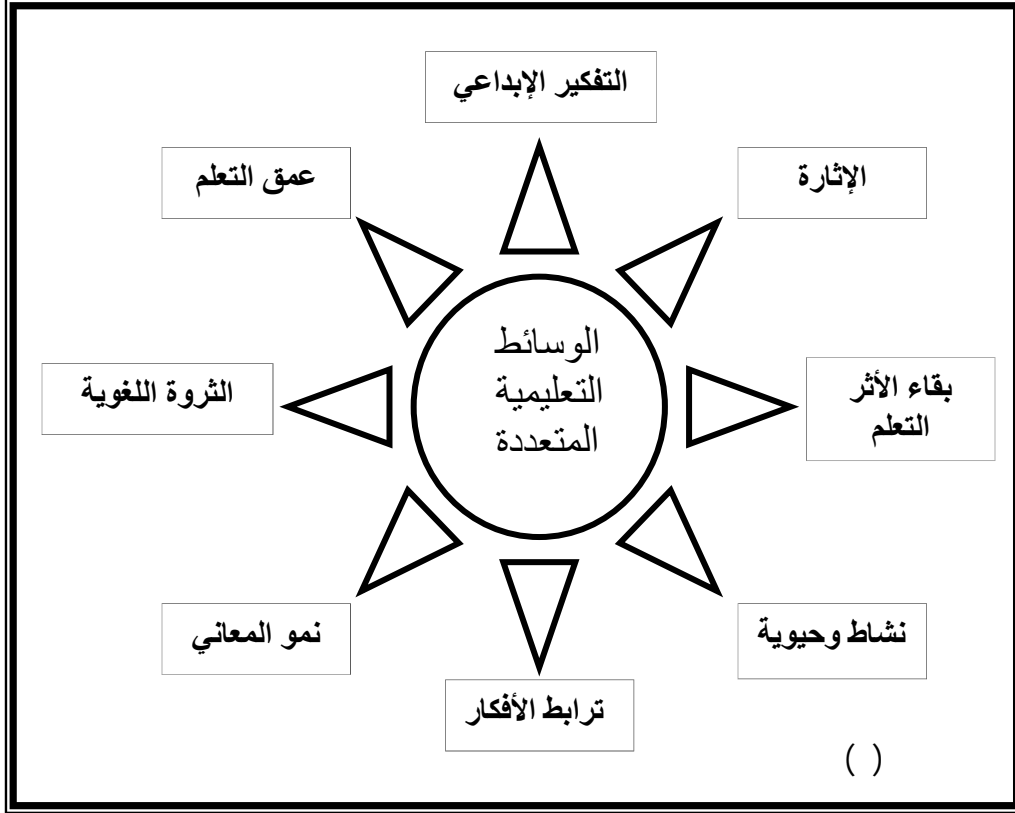 التفكير الإبداعي
الإثارة
عمق التعلم
الوسائط
التعليمية
المتعددة
بقاء الأثر
التعلم
الثروة اللغوية
نشاط وحيوية
نمو المعاني
ترابط الأفكار
( )